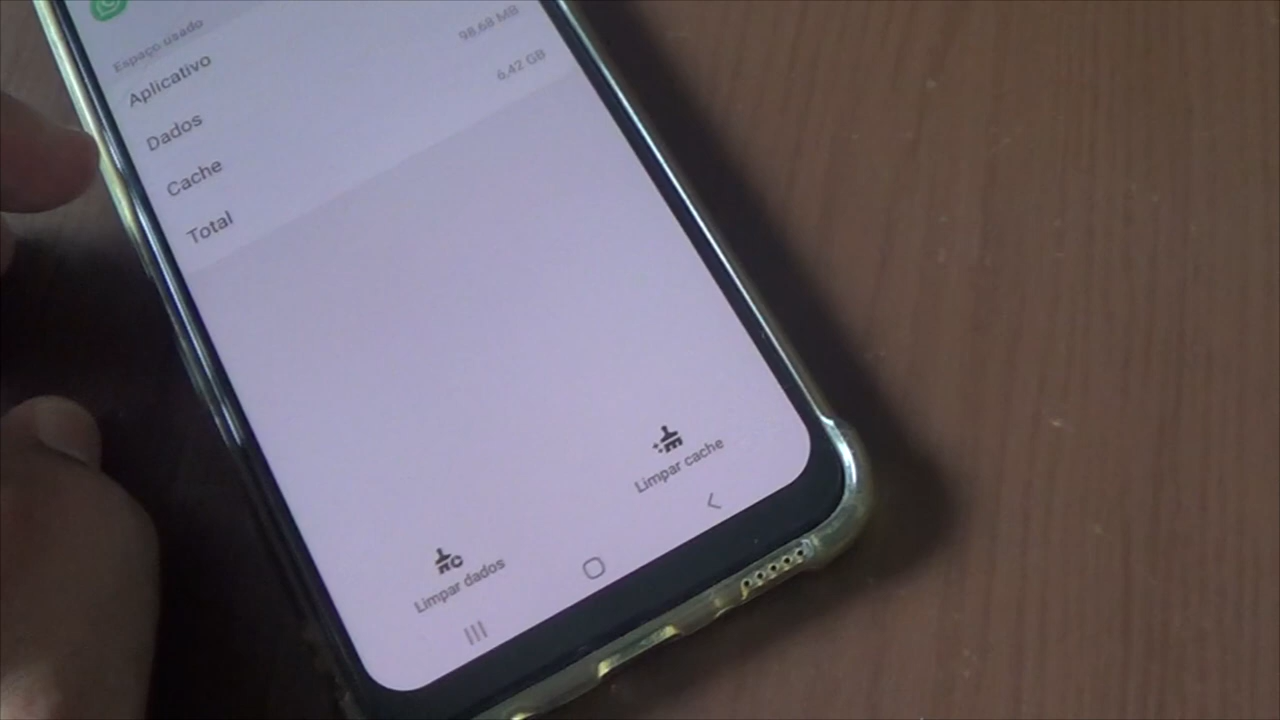 Espaço usado
Aplicativo
Dados
Cache 98,68 MB
Total 6,42 GB
Limpar dados Limpar cache